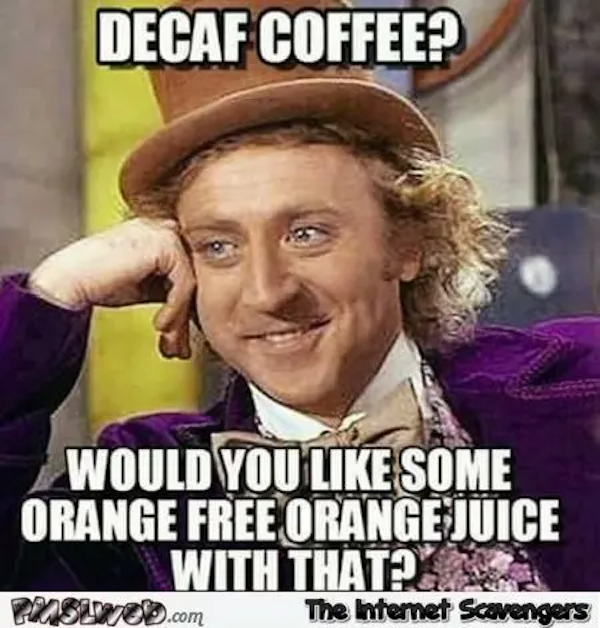 DECAF COFFEE?
WOULD YOU LIKE SOME
ORANGE FREE ORANGE JUICE
WITH THAT?
PMSLWeb.com The Internet Scavengers